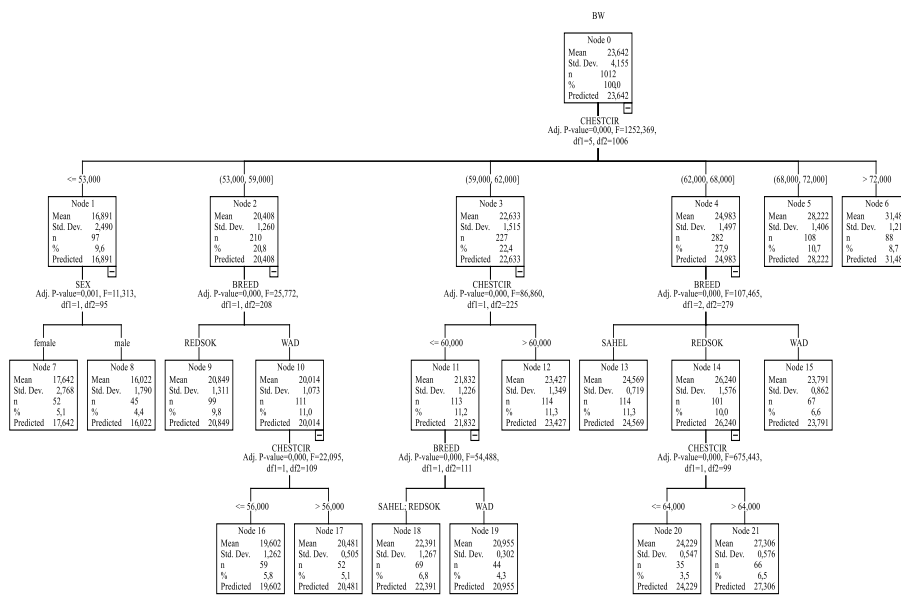 BW
Node 0
Mean 23,642
Std. Dev. 4,155
n 1012
% 100,0
Predicted 23,642
CHESTCIR
Adj. P-value=0,000, F=1252,369,
df1=5, df2=1006
<= 53,000
(53,000, 59,000]
(59,000, 62,000]
(62,000, 68,000]
(68,000, 72,000]
> 72,000
Node 1
Mean 16,891
Std. Dev. 2,490
n 97
% 9,6
Predicted 16,891
Node 2
Mean 20,408
Std. Dev. 1,260
n 210
% 20,8
Predicted 20,408
Node 3
Mean 22,633
Std. Dev. 1,515
n 227
% 22,4
Predicted 22,633
Node 4
Mean 24,983
Std. Dev. 1,497
n 282
% 27,9
Predicted 24,983
Node 5
Mean 28,222
Std. Dev. 1,406
n 108
% 10,7
Predicted 28,222
Node 6
Mean 31,48
Std. Dev. 1,21
n 88
% 8,7
Predicted 31,48
SEX
Adj. P-value=0,001, F=11,313,
df1=1, df2=95
BREED
Adj. P-value=0,000, F=25,772,
df1=1, df2=208
CHESTCIR
Adj. P-value=0,000, F=86,860,
df1=1, df2=225
BREED
Adj. P-value=0,000, F=107,465,
df1=2, df2=279
female
male
REDSOK
WAD
<= 60,000
> 60,000
SAHEL
REDSOK
WAD
Node 7
Mean 17,642
Std. Dev. 2,768
n 52
% 5,1
Predicted 17,642
Node 8
Mean 16,022
Std. Dev. 1,790
n 45
% 4,4
Predicted 16,022
Node 9
Mean 20,849
Std. Dev. 1,311
n 99
% 9,8
Predicted 20,849
Node 10
Mean 20,014
Std. Dev. 1,073
n 111
% 11,0
Predicted 20,014
Node 11
Mean 21,832
Std. Dev. 1,226
n 113
% 11,2
Predicted 21,832
Node 12
Mean 23,427
Std. Dev. 1,349
n 114
% 11,3
Predicted 23,427
Node 13
Mean 24,569
Std. Dev. 0,719
n 114
% 11,3
Predicted 24,569
Node 14
Mean 26,240
Std. Dev. 1,576
n 101
% 10,0
Predicted 26,240
Node 15
Mean 23,791
Std. Dev. 0,862
n 67
% 6,6
Predicted 23,791
CHESTCIR
Adj. P-value=0,000, F=22,095,
df1=1, df2=109
BREED
Adj. P-value=0,000, F=54,488,
df1=1, df2=111
CHESTCIR
Adj. P-value=0,000, F=675,443,
df1=1, df2=99
<= 56,000
> 56,000
SAHEL; REDSOK
WAD
<= 64,000
> 64,000
Node 16
Mean 19,602
Std. Dev. 1,262
n 59
% 5,8
Predicted 19,602
Node 17
Mean 20,481
Std. Dev. 0,505
n 52
% 5,1
Predicted 20,481
Node 18
Mean 22,391
Std. Dev. 1,267
n 69
% 6,8
Predicted 22,391
Node 19
Mean 20,955
Std. Dev. 0,302
n 44
% 4,3
Predicted 20,955
Node 20
Mean 24,229
Std. Dev. 0,547
n 35
% 3,5
Predicted 24,229
Node 21
Mean 27,306
Std. Dev. 0,576
n 66
% 6,5
Predicted 27,306